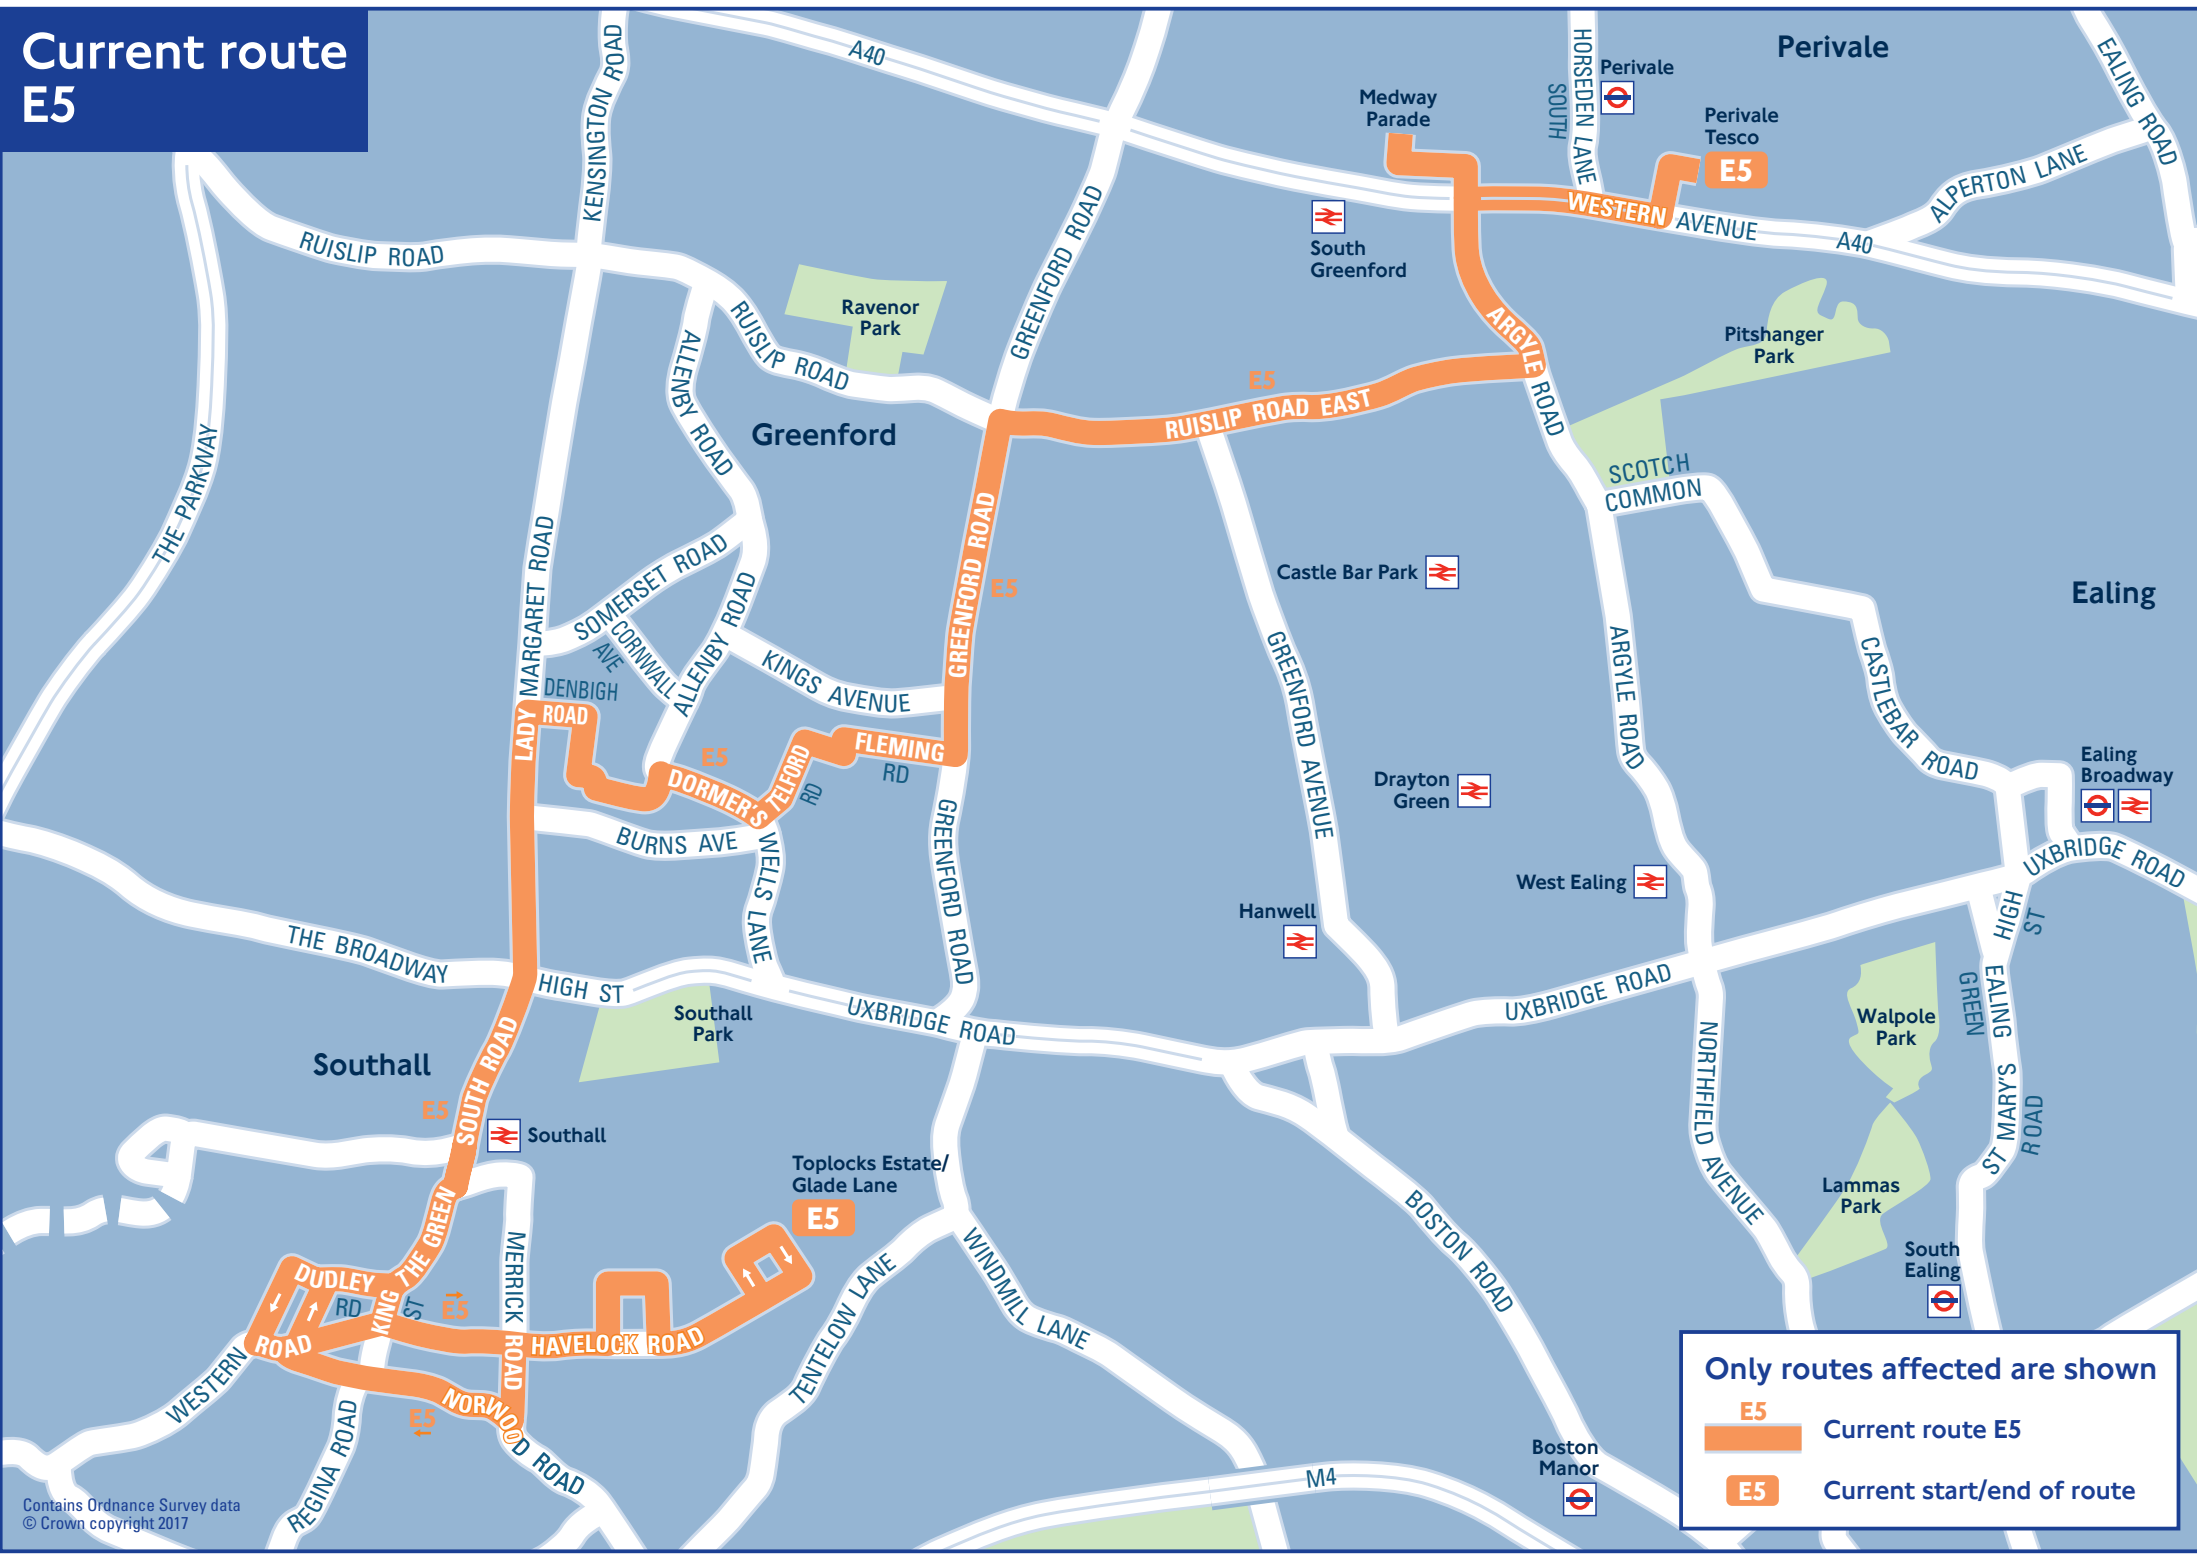 Current route
E5
KENSINGTON ROAD
A40
HORSEDEN LANE
SOUTH
Perivale
Perivale
EALING ROAD
Medway
Parade
Perivale
Tesco
E5
ALPERTON LANE
WESTERN AVENUE
A40
RUISLIP ROAD
South
Greenford
GREENFORD ROAD
Ravenor
Park
RUISLIP ROAD
ALLENBY ROAD
ARGYLE ROAD
Pitshanger
Park
E5
RUISLIP ROAD EAST
Greenford
THE PARKWAY
SCOTCH
COMMON
GREENFORD ROAD
E5
Castle Bar Park
Ealing
LADY MARGARET ROAD
SOMERSET ROAD
CORNWALL
AVE
ALLENBY ROAD
KINGS AVENUE
DENBIGH
ROAD
GREENFORD AVENUE
ARGYLE ROAD
CASTLEBAR ROAD
E5
DORMER'S
WELLS LANE
TELFORD
RD
FLEMING
RD
BURNS AVE
Drayton
Green
Ealing
Broadway
UXBRIDGE ROAD
GREENFORD ROAD
West Ealing
Hanwell
HIGH
ST
THE BROADWAY
HIGH ST
UXBRIDGE ROAD
UXBRIDGE ROAD
Southall
Park
EALING
GREEN
Walpole
Park
Southall
SOUTH ROAD
E5
Southall
NORTHFIELD AVENUE
ST MARY'S
ROAD
Toplocks Estate/
Glade Lane
E5
Lammas
Park
THE GREEN
MERRICK ROAD
DUDLEY
RD
KING
ST
E5
WINDMILL LANE
TENTELOW LANE
BOSTON ROAD
South
Ealing
WESTERN ROAD
HAVELOCK ROAD
NORWOOD ROAD
E5
REGINA ROAD
M4
Boston
Manor
Only routes affected are shown
E5
Current route E5
E5
Current start/end of route
Contains Ordnance Survey data
© Crown copyright 2017